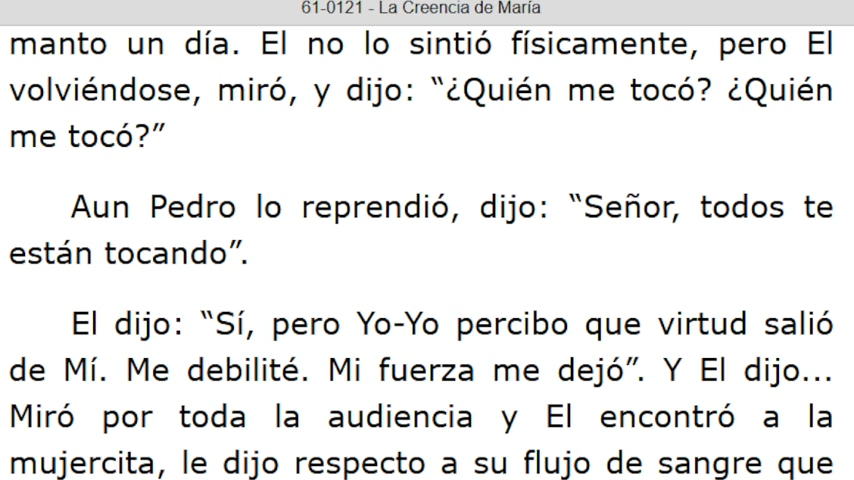 61-0121 - La Creencia de María
manto un día. El no lo sintió físicamente, pero El
volviéndose, miró, y dijo: “¿Quién me tocó? ¿Quién
me tocó?”
Aun Pedro lo reprendió, dijo: “Señor, todos te
están tocando”.
El dijo: “Sí, pero Yo-Yo percibo que virtud salió
de Mí. Me debilité. Mi fuerza me dejó”. Y El dijo...
Miró por toda la audiencia y El encontró a la
mujercita, le dijo respecto a su flujo de sangre que